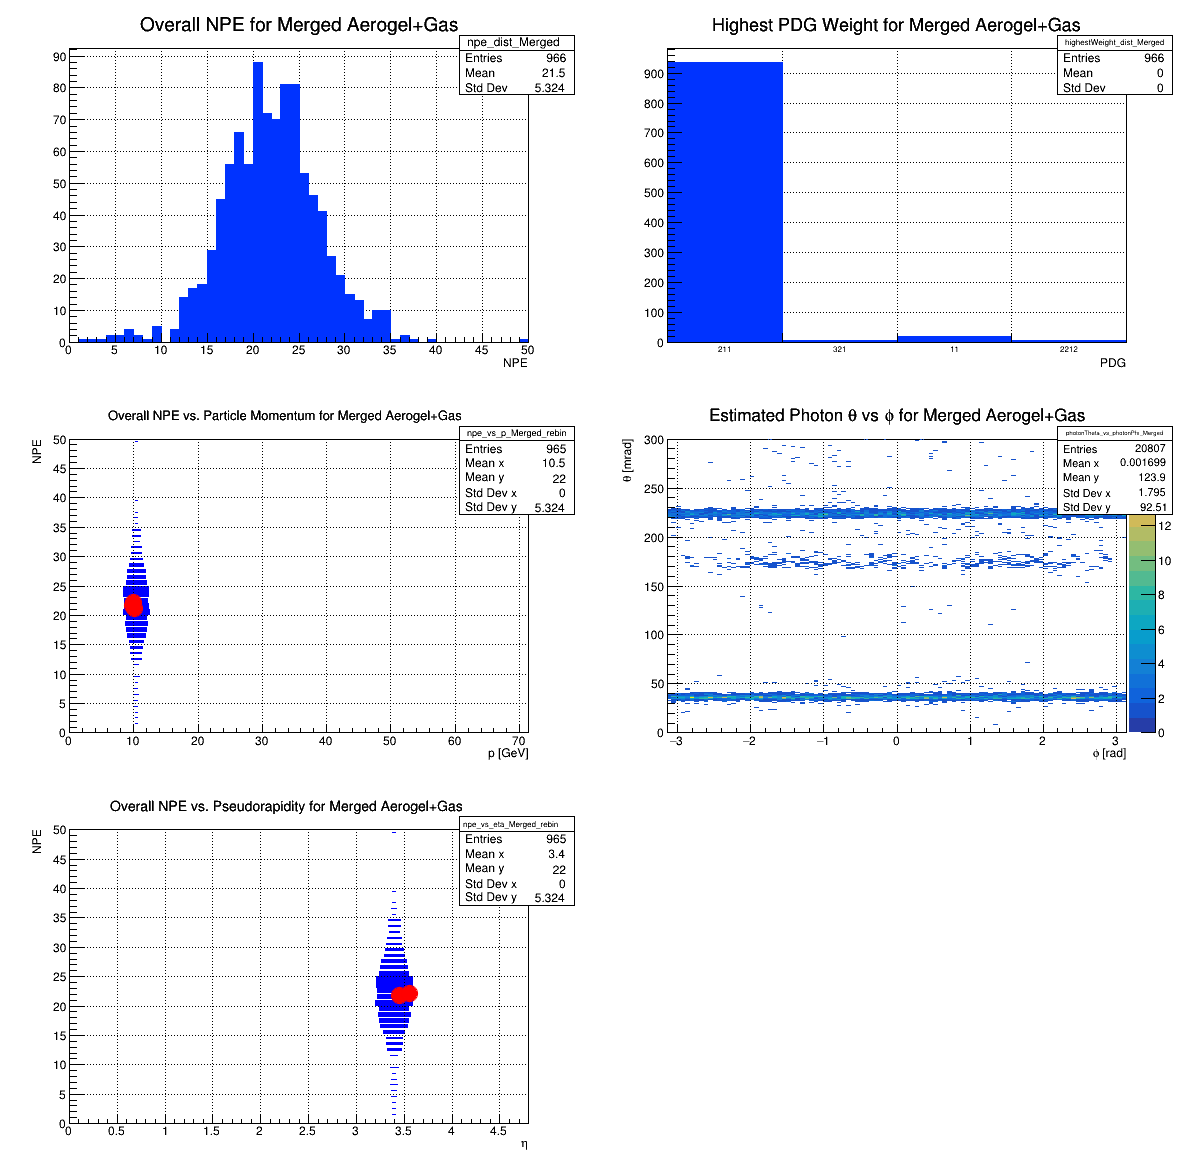 Overall NPE for Merged Aerogel+Gas
npe_dist_Merged
Entries 966
Mean 21.5
Std Dev 5.324
90
80
70
60
50
40
30
20
10
0
0 5 10 15 20 25 30 35 40 45 50
NPE
Highest PDG Weight for Merged Aerogel+Gas
highestWeight_dist_Merged
Entries 966
Mean 0
Std Dev 0
900
800
700
600
500
400
300
200
100
0
211 321 11 2212
PDG
Overall NPE vs. Particle Momentum for Merged Aerogel+Gas
NPE
npe_vs_p_Merged_rebin
Entries 965
Mean x 10.5
Mean y 22
Std Dev x 0
Std Dev y 5.324
50
45
40
35
30
25
20
15
10
5
0
0 10 20 30 40 50 60 70
p [GeV]
Estimated Photon θ vs ϕ for Merged Aerogel+Gas
θ [mrad]
photonTheta_vs_photonPhi_Merged
Entries 20807
Mean x 0.001699
Mean y 123.9
Std Dev x 1.795
Std Dev y 92.51
300
250
200
150
100
50
0
−3 −2 −1 0 1 2 3
ϕ [rad]
12
10
8
6
4
2
0
Overall NPE vs. Pseudorapidity for Merged Aerogel+Gas
NPE
npe_vs_eta_Merged_rebin
Entries 965
Mean x 3.4
Mean y 22
Std Dev x 0
Std Dev y 5.324
50
45
40
35
30
25
20
15
10
5
0
0 0.5 1 1.5 2 2.5 3 3.5 4 4.5
η